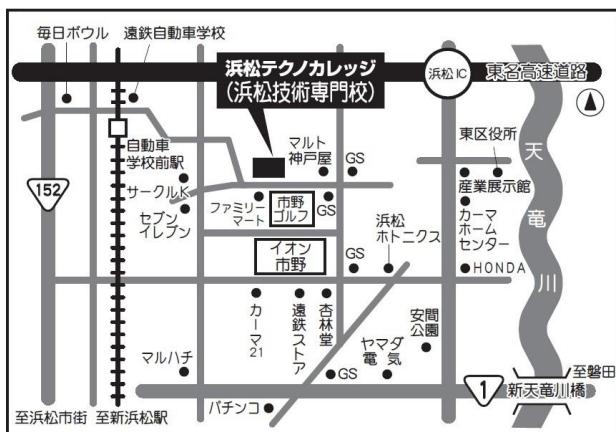 毎日ボウル
遠鉄自動車学校
浜松テクノカレッジ
(浜松技術専門校)
浜松IC
東名高速道路
自動車
学校前駅
マルト
神戸屋
GS
東区役所
天竜川
152
サークルK
セブン
イレブン
ファミリー
マート
市野
ゴルフ
GS
産業展示館
カーマ
ホーム
センター
浜松
ホトニクス
イオン
市野
GS
HONDA
カーマ
21
遠鉄ストア
杏林堂
安間
公園
マルハチ
ヤマダ
電気
GS
パチンコ
1
至磐田
新天竜川橋
至浜松市街
至新浜松駅